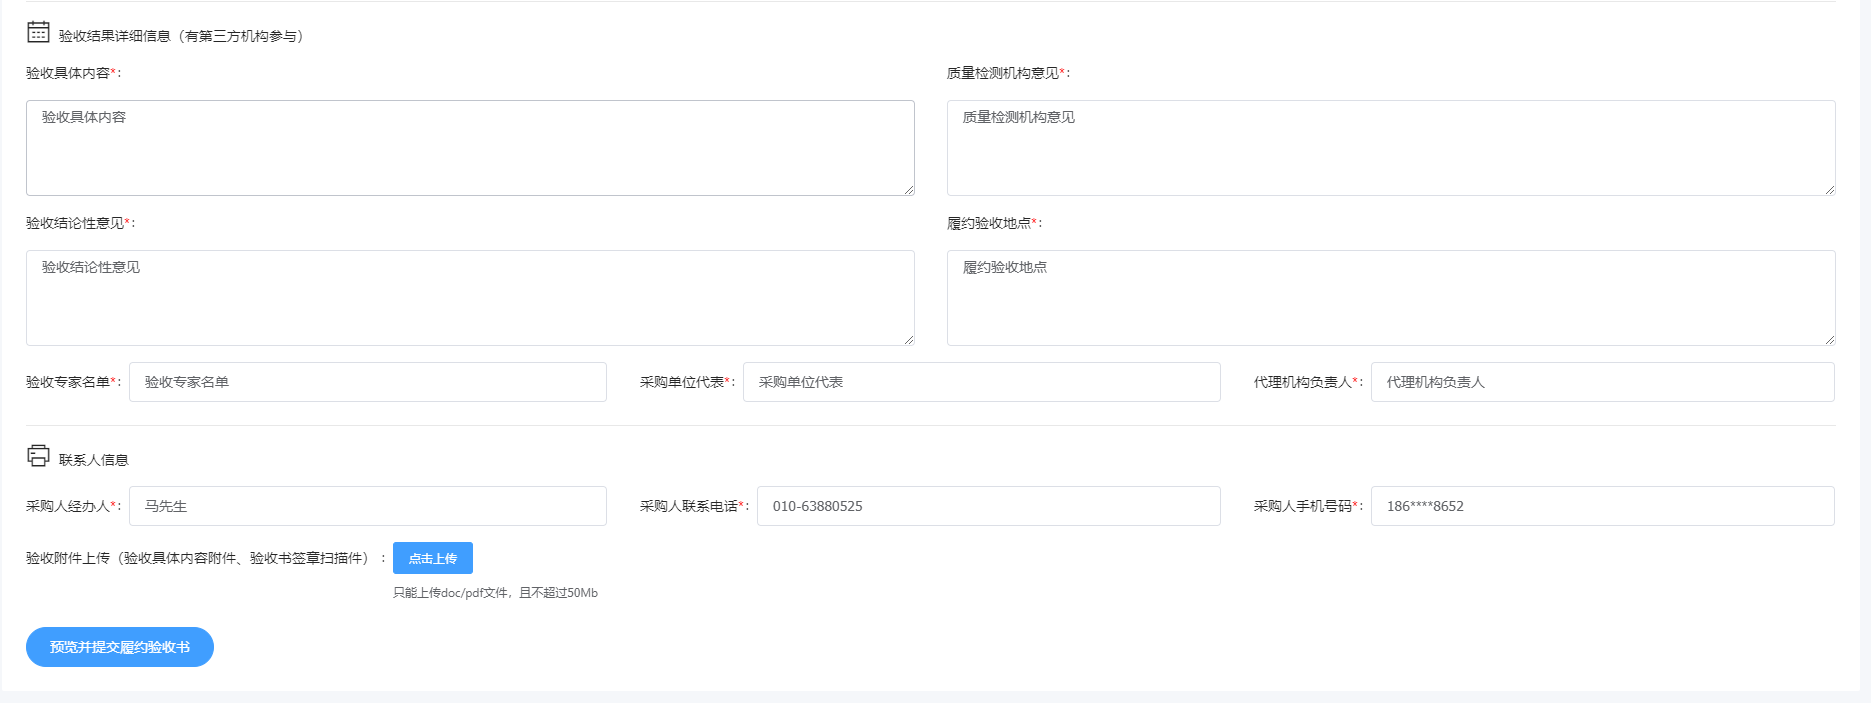 验收结果详细信息（有第三方机构参与）
验收具体内容*:
质量检测机构意见*:
验收具体内容
质量检测机构意见
验收结论性意见*:
履约验收地点*:
验收结论性意见
履约验收地点
验收专家名单*: 验收专家名单 采购单位代表*: 采购单位代表 代理机构负责人*: 代理机构负责人
联系人信息
采购人经办人*: 马先生 采购人联系电话*: 010-63880525 采购人手机号码*: 186****8652
验收附件上传（验收具体内容附件、验收书签章扫描件）: 点击上传
只能上传doc/pdf文件，且不超过50Mb
预览并提交履约验收书